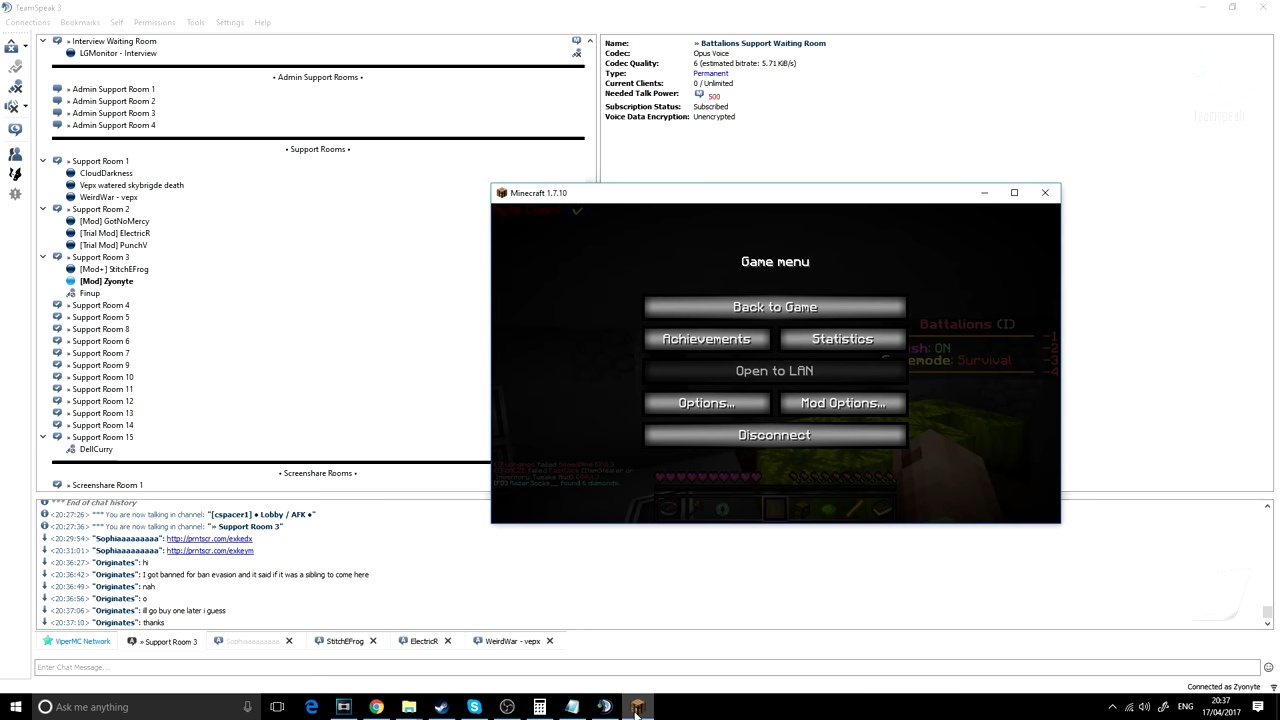 TeamSpeak 3
Connections Bookmarks Self Permissions Tools Settings Help
» Interview Waiting Room
LGMonitor - Interview
• Admin Support Rooms •
» Admin Support Room 1
» Admin Support Room 2
» Admin Support Room 3
» Admin Support Room 4
• Support Rooms •
» Support Room 1
CloudDarkness
Vepx watered skybrigde death
WeirdWar - vepx
» Support Room 2
[Mod] GotNoMercy
[Trial Mod] ElectricR
[Trial Mod] PunchV
» Support Room 3
[Mod+] StitchEFrog
[Mod] Zyonyte
Finup
» Support Room 4
» Support Room 5
» Support Room 8
» Support Room 6
» Support Room 7
» Support Room 9
» Support Room 10
» Support Room 11
» Support Room 12
» Support Room 13
» Support Room 14
» Support Room 15
DellCurry
• Screenshare Rooms •
» Screenshare Room 1
Name: » Battalions Support Waiting Room
Codec: Opus Voice
Codec Quality: 6 (estimated bitrate: 5.71 KiB/s)
Type: Permanent
Current Clients: 0 / Unlimited
Needed Talk Power: 500
Subscription Status: Subscribed
Voice Data Encryption: Unencrypted
Teamspeak
Minecraft 1.7.10
Game menu
Back to Game
Achievements Statistics
Open to LAN
Options... Mod Options...
Disconnect
Battalions (I)
ish: ON
emode: Survival
*** End of chat history
<20:27:26> *** You are now talking in channel: "[cspacer1] • Lobby / AFK •"
<20:27:36> *** You are now talking in channel: "» Support Room 3"
<20:29:54> "Sophiaaaaaaaaa": http://prntscr.com/exkedx
<20:31:01> "Sophiaaaaaaaaa": http://prntscr.com/exkeym
<20:36:27> "Originates": hi
<20:36:42> "Originates": I got banned for ban evasion and it said if it was a sibling to come here
<20:36:49> "Originates": nah
<20:36:56> "Originates": o
<20:37:06> "Originates": ill go buy one later i guess
<20:37:10> "Originates": thanks
ViperMC Network » Support Room 3 Sophiaaaaaaaaa StitchEFrog ElectricR WeirdWar - vepx
Enter Chat Message...
Connected as Zyonyte
Ask me anything
ENG
20:37
17/04/2017